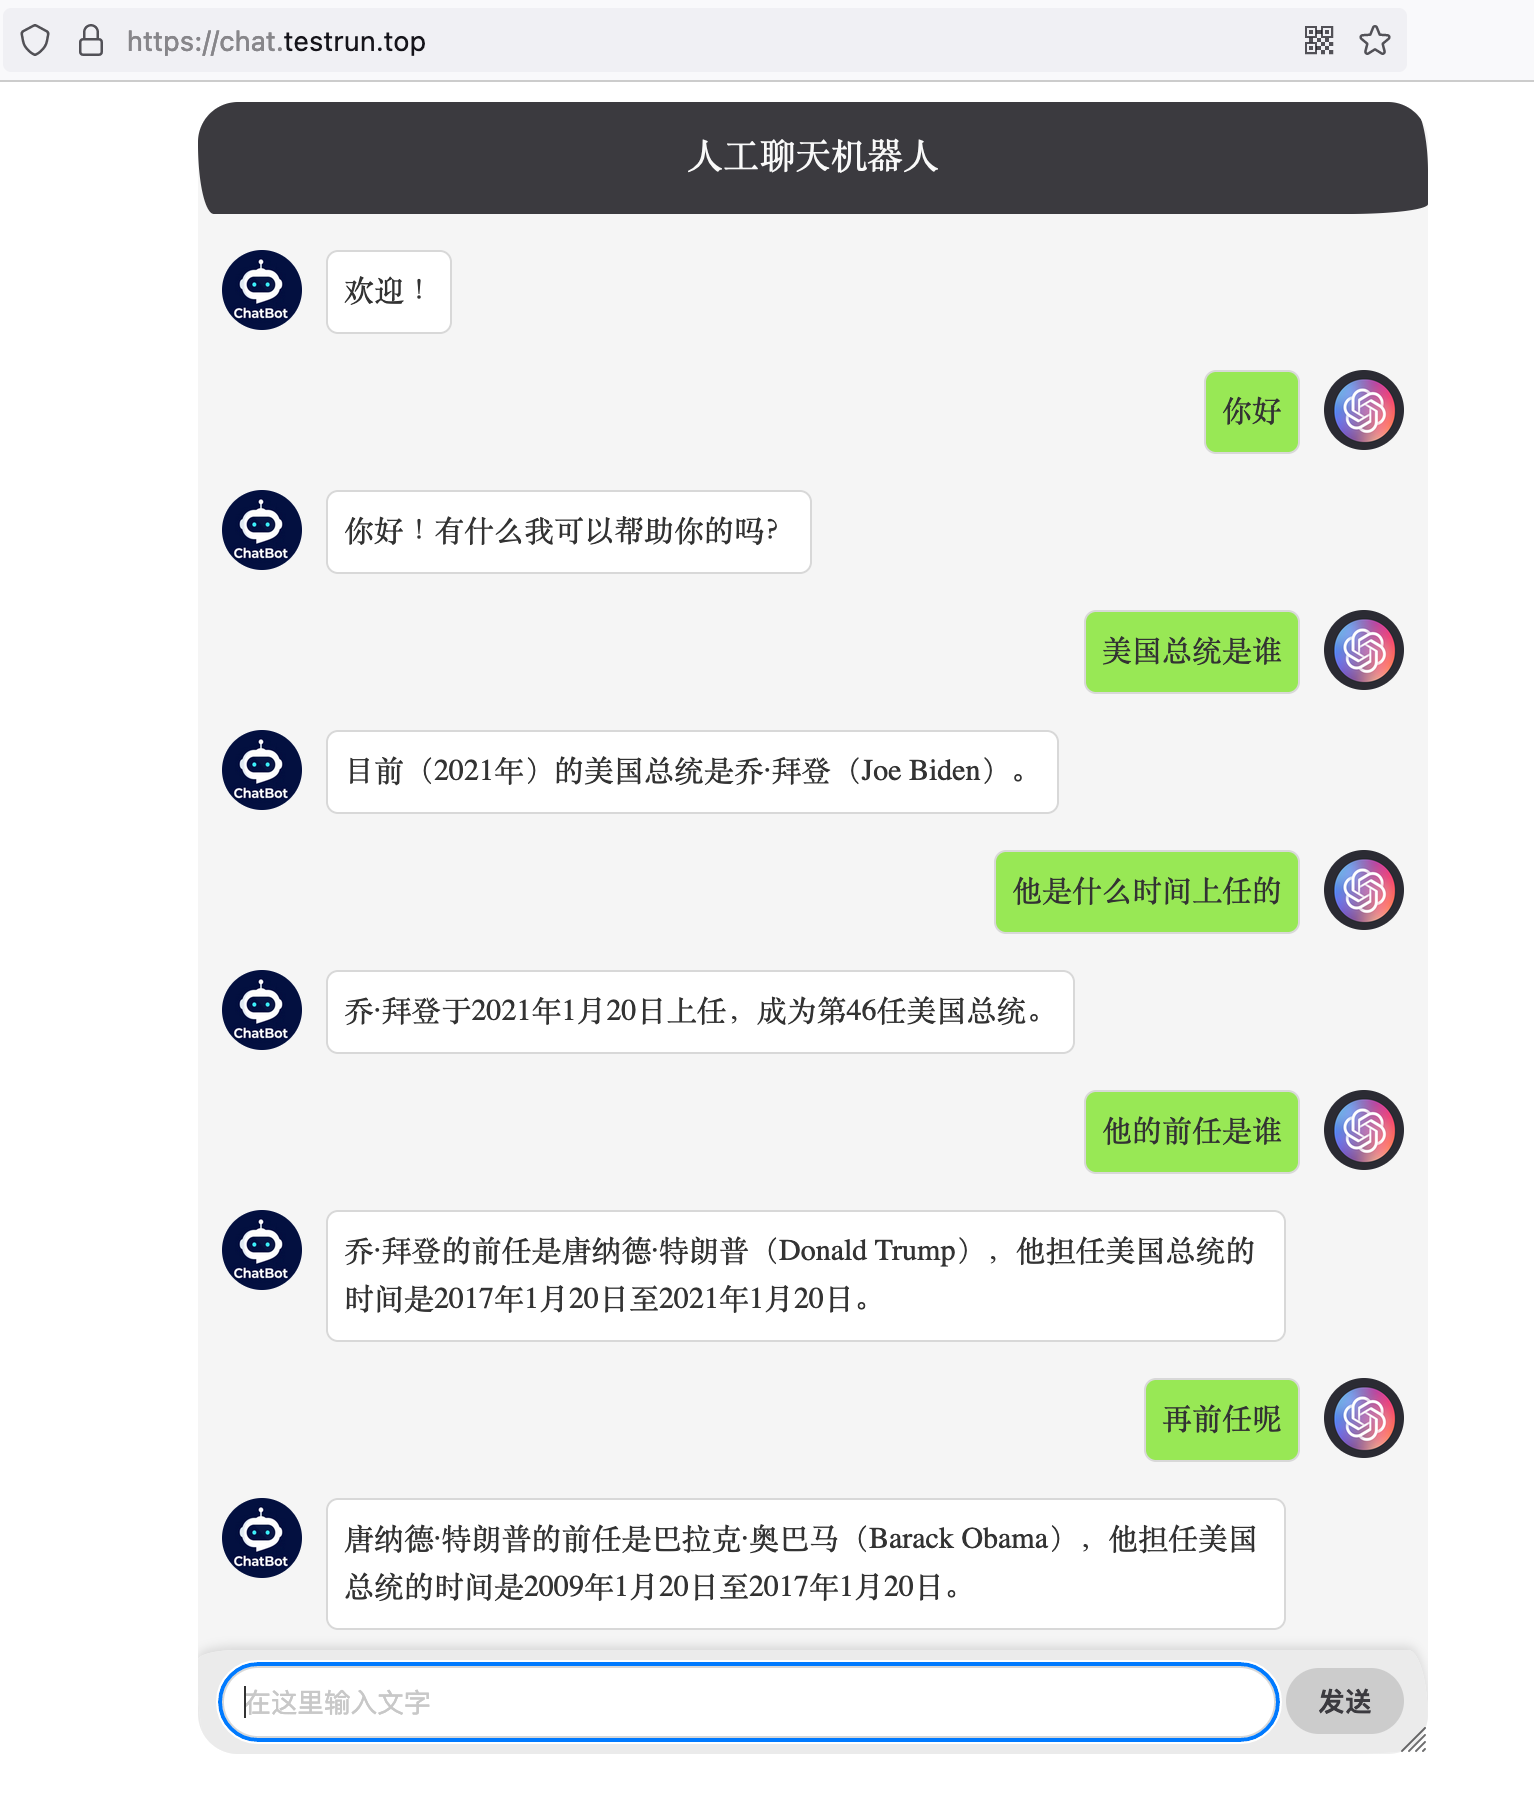 https://chat.testrun.top
人工聊天机器人
ChatBot
欢迎！
你好
ChatBot
你好！有什么我可以帮助你的吗？
美国总统是谁
ChatBot
目前（2021年）的美国总统是乔·拜登（Joe Biden）。
他是什么时间上任的
ChatBot
乔·拜登于2021年1月20日上任，成为第46任美国总统。
他的前任是谁
ChatBot
乔·拜登的前任是唐纳德·特朗普（Donald Trump），他担任美国总统的
时间是2017年1月20日至2021年1月20日。
再前任呢
ChatBot
唐纳德·特朗普的前任是巴拉克·奥巴马（Barack Obama），他担任美国
总统的时间是2009年1月20日至2017年1月20日。
在这里输入文字
发送